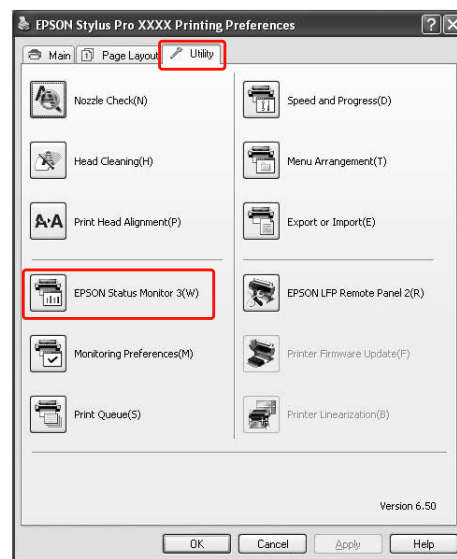 EPSON Stylus Pro XXXX Printing Preferences
Main
Page Layout
Utility
Nozzle Check(N)
Speed and Progress(D)
Head Cleaning(H)
Menu Arrangement(T)
Print Head Alignment(P)
Export or Import(E)
EPSON Status Monitor 3(W)
EPSON LFP Remote Panel 2(R)
Monitoring Preferences(M)
Printer Firmware Update(F)
Print Queue(S)
Printer Linearization(B)
Version 6.50
OK
Cancel
Apply
Help